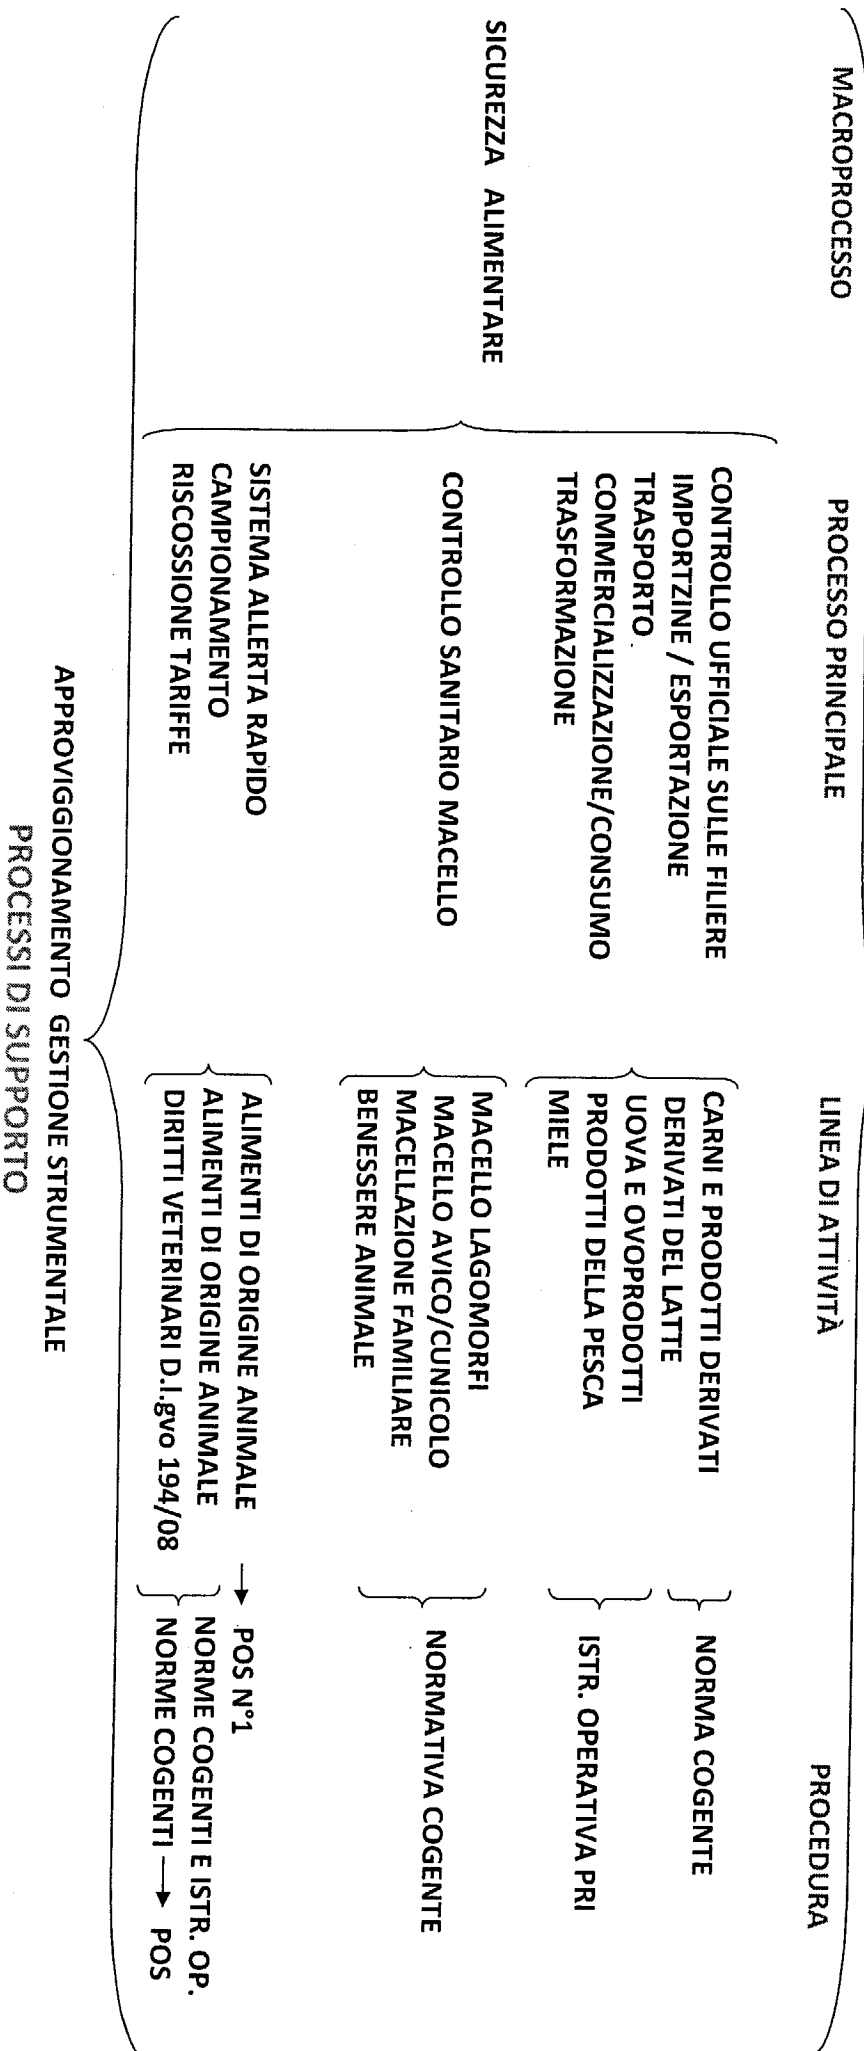 MACROPROCESSO
PROCESSO PRINCIPALE
LINEA DI ATTIVITÀ
PROCEDURA
SICUREZZA ALIMENTARE
CONTROLLO UFFICIALE SULLE FILIERE
IMPORTZINE / ESPORTAZIONE
TRASPORTO
COMMERCIALIZZAZIONE/CONSUMO
TRASFORMAZIONE
CARNI E PRODOTTI DERIVATI
DERIVATI DEL LATTE
UOVA E OVOPRODOTTI
PRODOTTI DELLA PESCA
MIELE
NORMA COGENTE
ISTR. OPERATIVA PRI
CONTROLLO SANITARIO MACELLO
MACELLO LAGOMORFI
MACELLO AVICO/CUNICOLO
MACELLAZIONE FAMILIARE
BENESSERE ANIMALE
NORMATIVA COGENTE
SISTEMA ALLERTA RAPIDO
CAMPIONAMENTO
RISCOSSIONE TARIFFE
ALIMENTI DI ORIGINE ANIMALE → POS N°1
ALIMENTI DI ORIGINE ANIMALE
DIRITTI VETERINARI D.l.gvo 194/08
NORME COGENTI E ISTR. OP.
NORME COGENTI → POS
APPROVIGGIONAMENTO GESTIONE STRUMENTALE
PROCESSI DI SUPPORTO